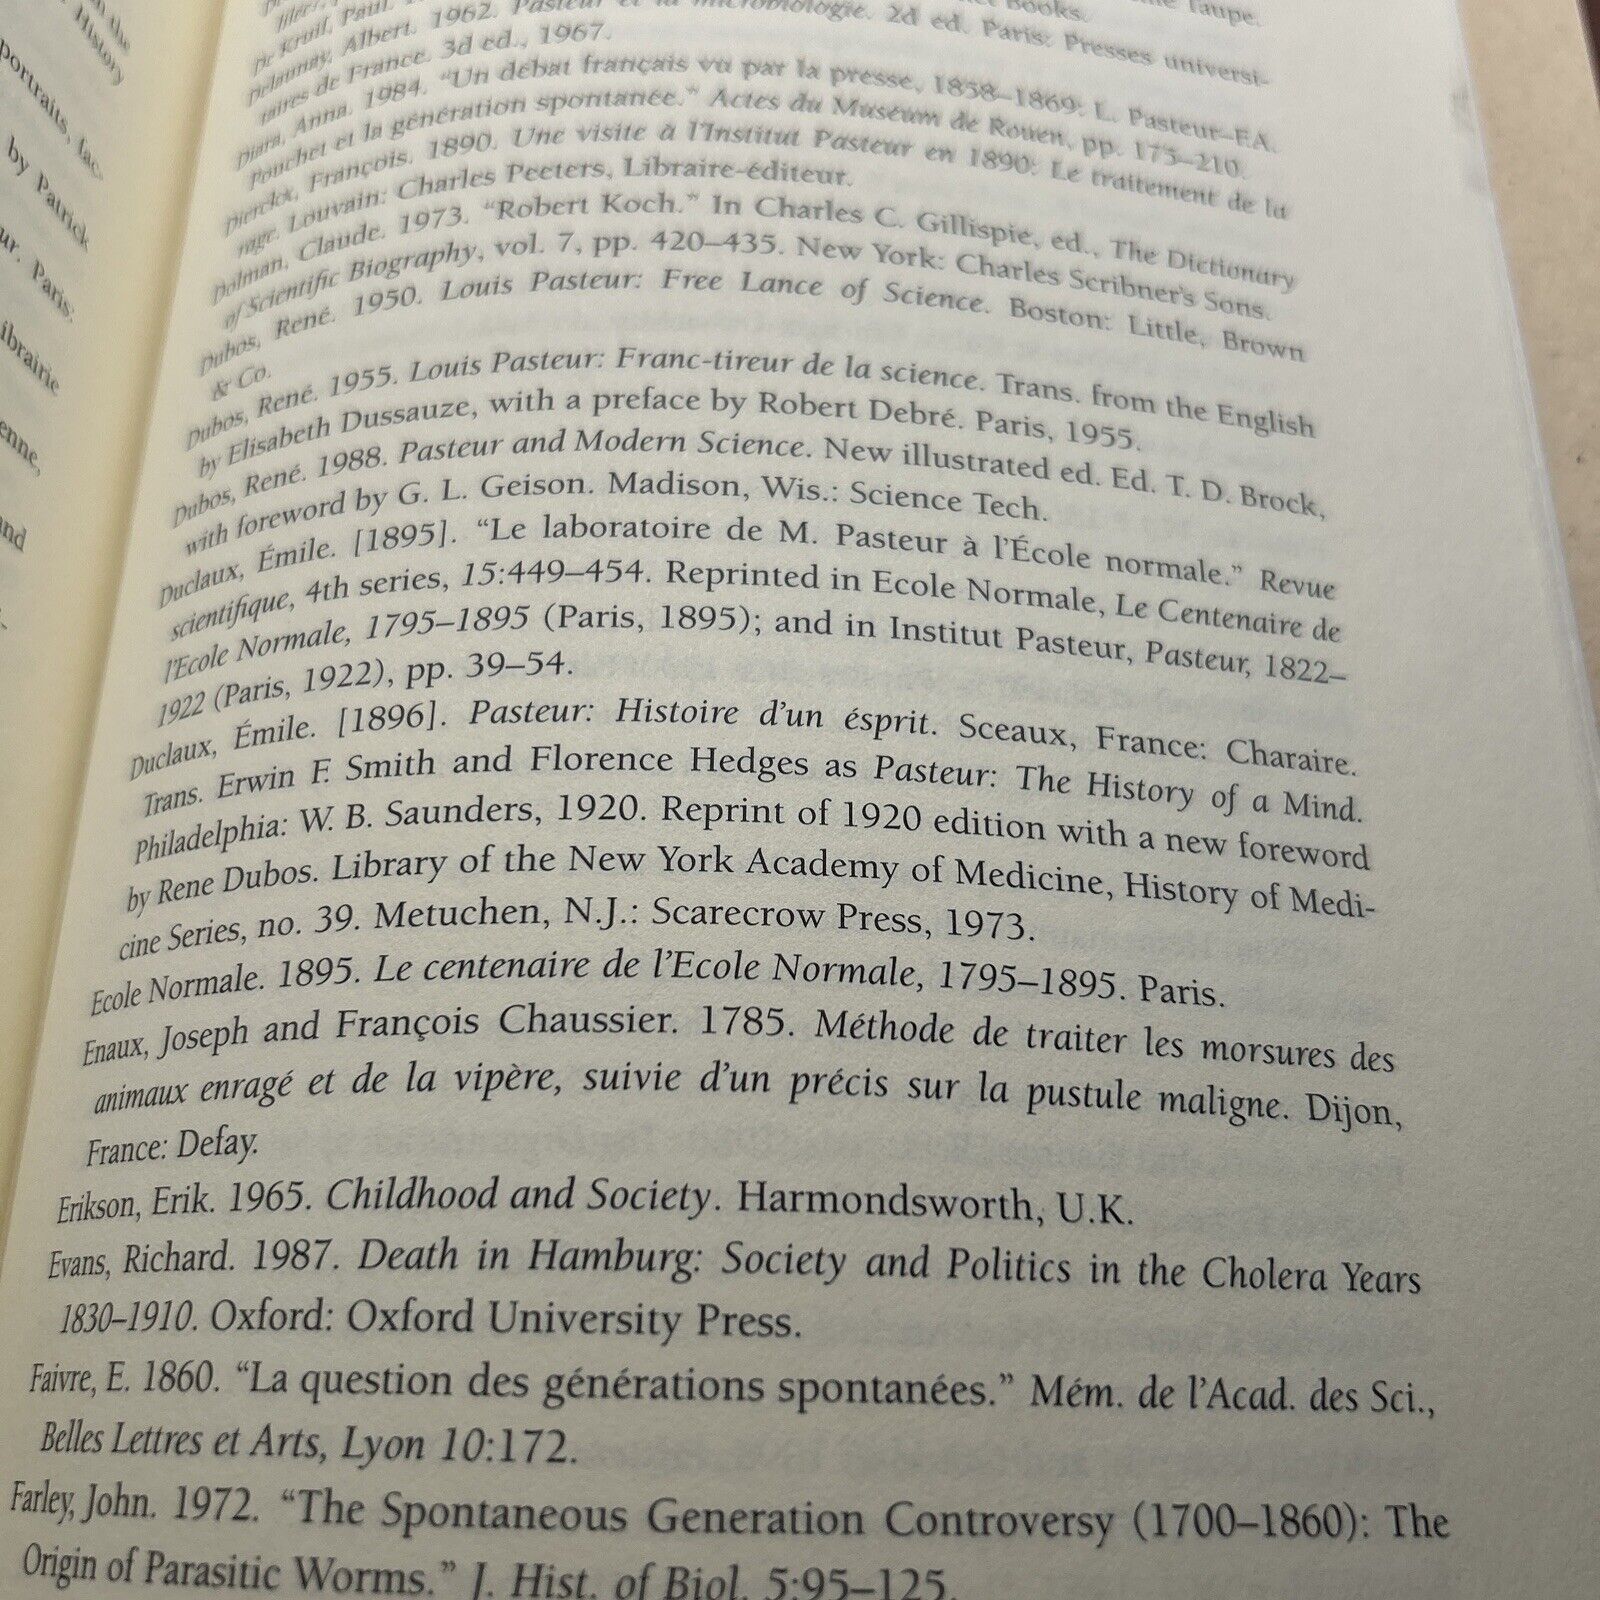 n the
History
portraits, fac-
by Patrick
ur. Paris:
ibrairie
enne,
and
Books.
Taupe.
De Kruif, Paul.
Delaunay, Albert. 1962. Pasteur et la microbiologie. 2d ed. Paris: Presses universi-
taires de France. 3d ed., 1967.
Diara, Anna. 1984. “Un débat français vu par la presse, 1858–1869: L. Pasteur–F.A.
Pouchet et la génération spontanée.” Actes du Muséum de Rouen, pp. 175–210.
Dierckx, François. 1890. Une visite à l’Institut Pasteur en 1890: Le traitement de la
rage. Louvain: Charles Peeters, Libraire-éditeur.
Dolman, Claude. 1973. “Robert Koch.” In Charles C. Gillispie, ed., The Dictionary
of Scientific Biography, vol. 7, pp. 420–435. New York: Charles Scribner’s Sons.
Dubos, René. 1950. Louis Pasteur: Free Lance of Science. Boston: Little, Brown
& Co.
Dubos, René. 1955. Louis Pasteur: Franc-tireur de la science. Trans. from the English
by Elisabeth Dussauze, with a preface by Robert Debré. Paris, 1955.
Dubos, René. 1988. Pasteur and Modern Science. New illustrated ed. Ed. T. D. Brock,
with foreword by G. L. Geison. Madison, Wis.: Science Tech.
Duclaux, Émile. [1895]. “Le laboratoire de M. Pasteur à l’École normale.” Revue
scientifique, 4th series, 15:449–454. Reprinted in Ecole Normale, Le Centenaire de
l’Ecole Normale, 1795–1895 (Paris, 1895); and in Institut Pasteur, Pasteur, 1822–
1922 (Paris, 1922), pp. 39–54.
Duclaux, Émile. [1896]. Pasteur: Histoire d’un ésprit. Sceaux, France: Charaire.
Trans. Erwin F. Smith and Florence Hedges as Pasteur: The History of a Mind.
Philadelphia: W. B. Saunders, 1920. Reprint of 1920 edition with a new foreword
by Rene Dubos. Library of the New York Academy of Medicine, History of Medi-
cine Series, no. 39. Metuchen, N.J.: Scarecrow Press, 1973.
Ecole Normale. 1895. Le centenaire de l’Ecole Normale, 1795–1895. Paris.
Enaux, Joseph and François Chaussier. 1785. Méthode de traiter les morsures des
animaux enragé et de la vipère, suivie d’un précis sur la pustule maligne. Dijon,
France: Defay.
Erikson, Erik. 1965. Childhood and Society. Harmondsworth, U.K.
Evans, Richard. 1987. Death in Hamburg: Society and Politics in the Cholera Years
1830–1910. Oxford: Oxford University Press.
Faivre, E. 1860. “La question des générations spontanées.” Mém. de l’Acad. des Sci.,
Belles Lettres et Arts, Lyon 10:172.
Farley, John. 1972. “The Spontaneous Generation Controversy (1700–1860): The
Origin of Parasitic Worms.” J. Hist. of Biol. 5:95–125.